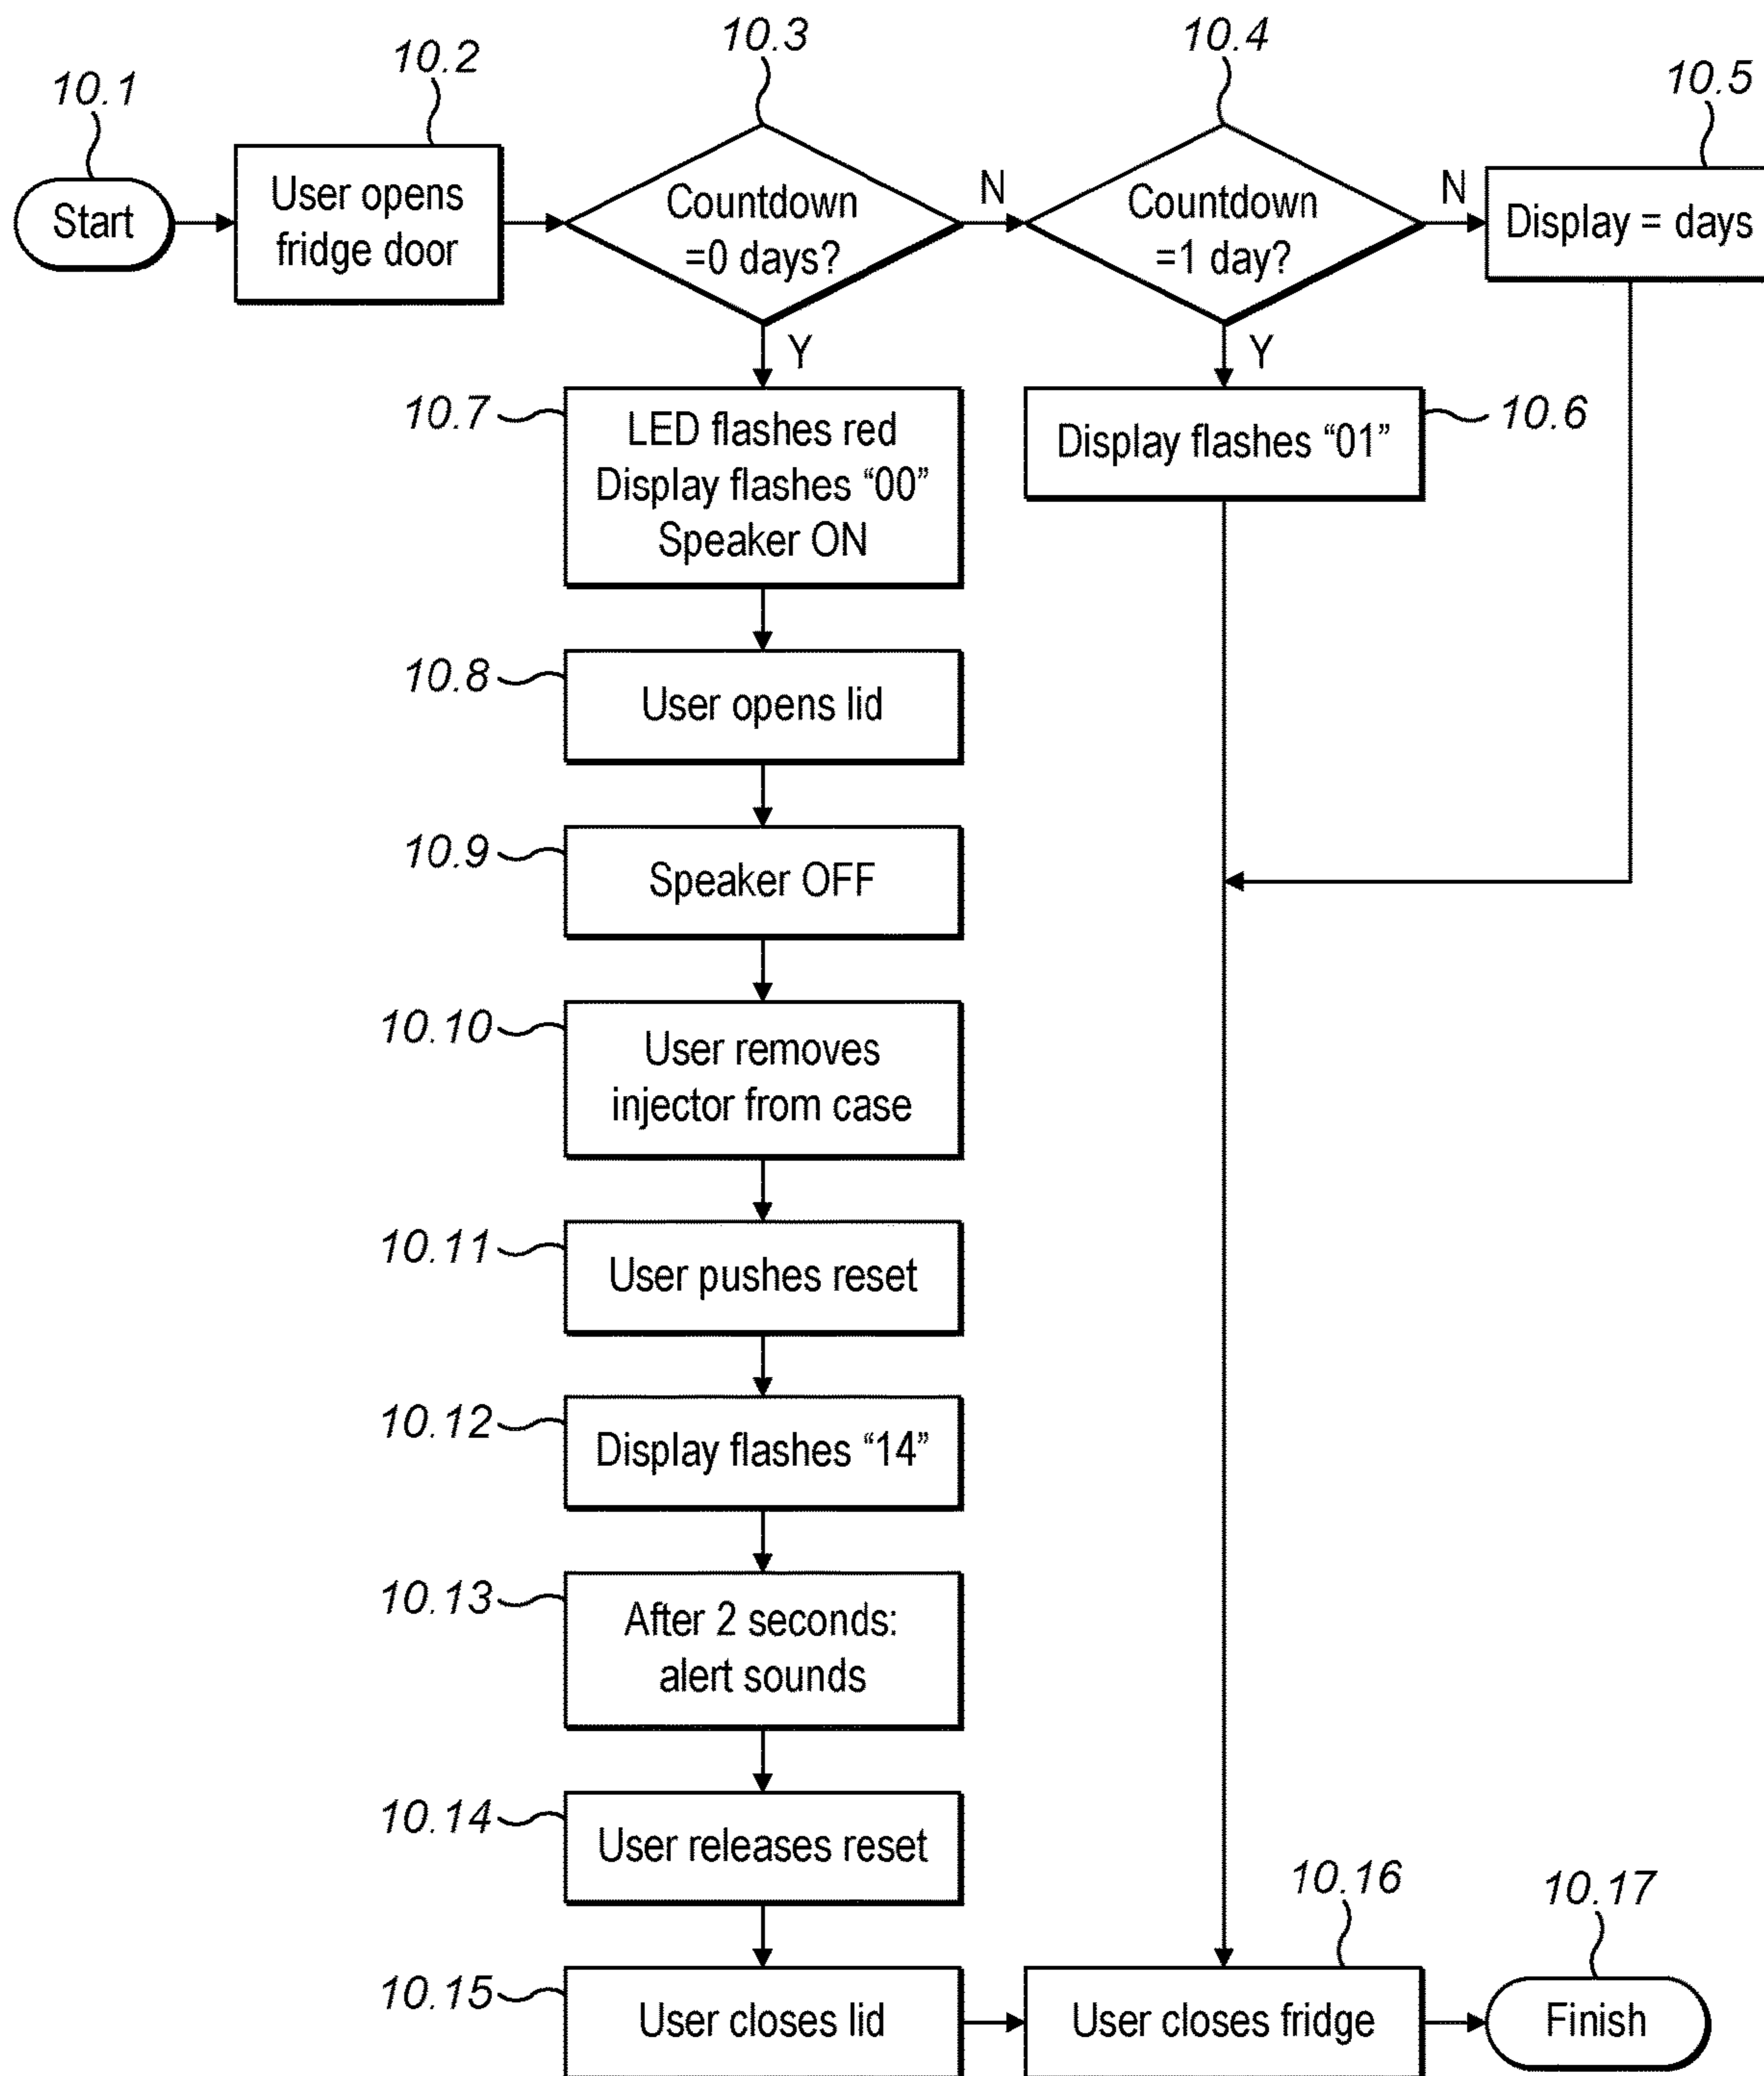 10.1
Start
10.2
User opens
fridge door
10.3
Countdown
=0 days?
N
Y
10.4
Countdown
=1 day?
N
Y
10.5
Display = days
10.6
Display flashes “01”
10.7
LED flashes red
Display flashes “00”
Speaker ON
10.8
User opens lid
10.9
Speaker OFF
10.10
User removes
injector from case
10.11
User pushes reset
10.12
Display flashes “14”
10.13
After 2 seconds:
alert sounds
10.14
User releases reset
10.15
User closes lid
10.16
User closes fridge
10.17
Finish